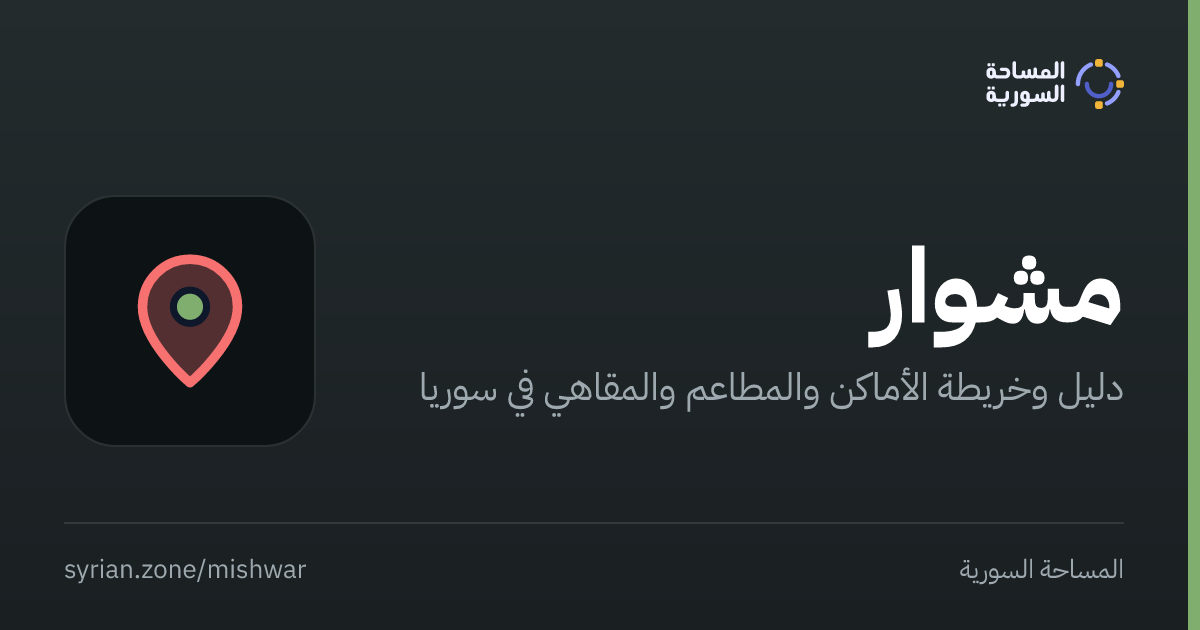 المساحة
السورية
مشوار
دليل وخريطة الأماكن والمطاعم والمقاهي في سوريا
المساحة السورية
syrian.zone/mishwar